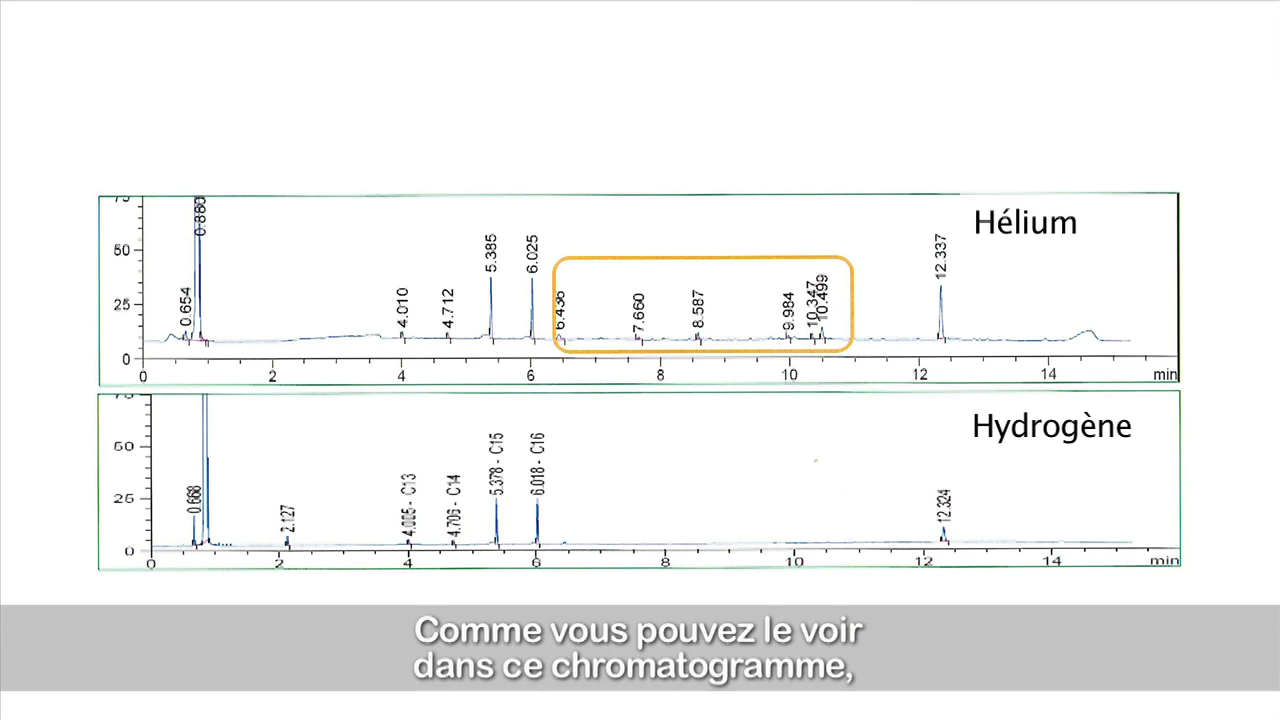 75
0.860
Hélium
50
5.385
6.025
12.337
0.654
4.010
4.712
6.436
7.660
8.587
9.984
10.347
10.499
25
0
0 2 4 6 8 10 12 14 min
75
Hydrogène
50
0.668
2.127
4.005 - C13
4.706 - C14
5.378 - C15
6.018 - C16
12.324
25
0
0 2 4 6 8 10 12 14 min
Comme vous pouvez le voir
dans ce chromatogramme,